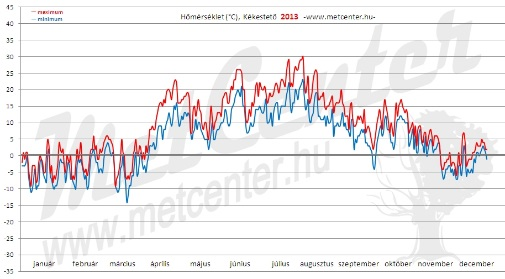 Hőmérséklet (°C), Kékestető 2013 -www.metcenter.hu-
mesimum
minimum
45
40
35
30
25
20
15
10
5
0
-5
-10
-15
-20
-25
-30
-35
MetCenter
www.metcenter.hu
január február március április május június július augusztus szeptember október november december